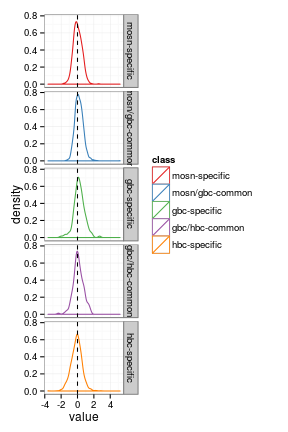 0.8
0.6
0.4
0.2
0.0
mosn-specific
0.8
0.6
0.4
0.2
0.0
mosn/gbc-common
0.8
0.6
0.4
0.2
0.0
gbc-specific
0.8
0.6
0.4
0.2
0.0
gbc/hbc-common
0.8
0.6
0.4
0.2
0.0
hbc-specific
-4 -2 0 2 4
value
density
class
mosn-specific
mosn/gbc-common
gbc-specific
gbc/hbc-common
hbc-specific